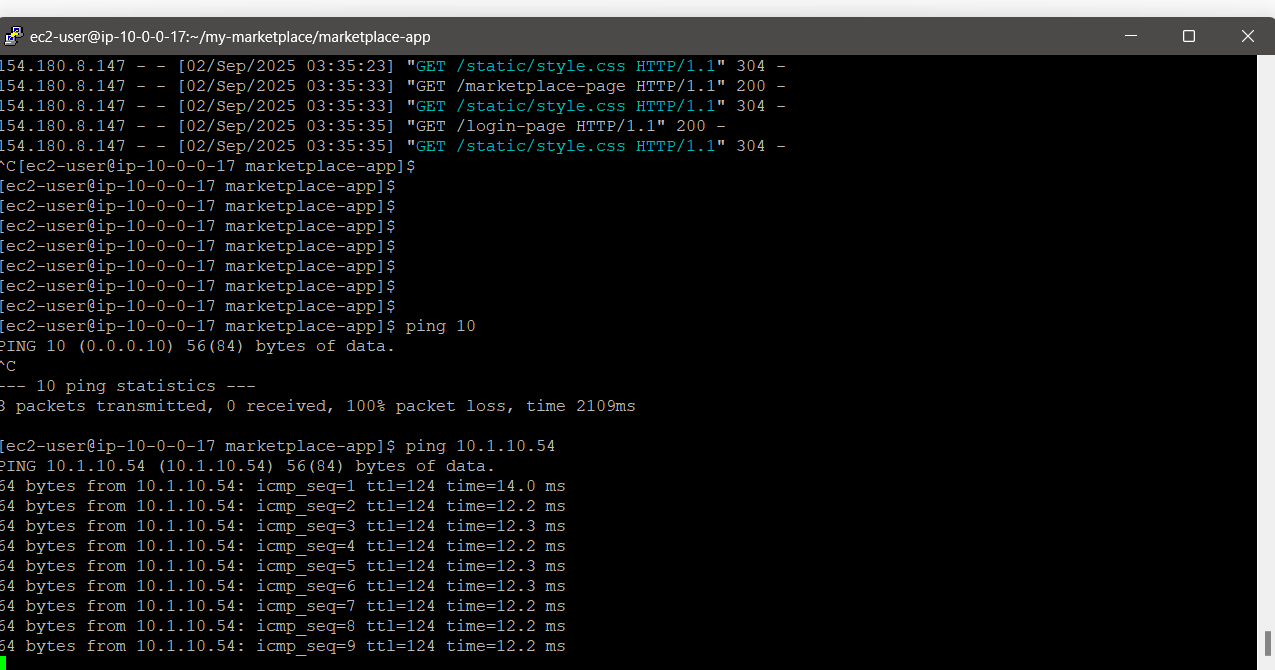 ec2-user@ip-10-0-0-17:~/my-marketplace/marketplace-app
154.180.8.147 - - [02/Sep/2025 03:35:23] "GET /static/style.css HTTP/1.1" 304 -
154.180.8.147 - - [02/Sep/2025 03:35:33] "GET /marketplace-page HTTP/1.1" 200 -
154.180.8.147 - - [02/Sep/2025 03:35:33] "GET /static/style.css HTTP/1.1" 304 -
154.180.8.147 - - [02/Sep/2025 03:35:35] "GET /login-page HTTP/1.1" 200 -
154.180.8.147 - - [02/Sep/2025 03:35:35] "GET /static/style.css HTTP/1.1" 304 -
^C[ec2-user@ip-10-0-0-17 marketplace-app]$
[ec2-user@ip-10-0-0-17 marketplace-app]$
[ec2-user@ip-10-0-0-17 marketplace-app]$
[ec2-user@ip-10-0-0-17 marketplace-app]$
[ec2-user@ip-10-0-0-17 marketplace-app]$
[ec2-user@ip-10-0-0-17 marketplace-app]$
[ec2-user@ip-10-0-0-17 marketplace-app]$
[ec2-user@ip-10-0-0-17 marketplace-app]$
[ec2-user@ip-10-0-0-17 marketplace-app]$ ping 10
PING 10 (0.0.0.10) 56(84) bytes of data.
^C
--- 10 ping statistics ---
3 packets transmitted, 0 received, 100% packet loss, time 2109ms
[ec2-user@ip-10-0-0-17 marketplace-app]$ ping 10.1.10.54
PING 10.1.10.54 (10.1.10.54) 56(84) bytes of data.
64 bytes from 10.1.10.54: icmp_seq=1 ttl=124 time=14.0 ms
64 bytes from 10.1.10.54: icmp_seq=2 ttl=124 time=12.2 ms
64 bytes from 10.1.10.54: icmp_seq=3 ttl=124 time=12.3 ms
64 bytes from 10.1.10.54: icmp_seq=4 ttl=124 time=12.2 ms
64 bytes from 10.1.10.54: icmp_seq=5 ttl=124 time=12.3 ms
64 bytes from 10.1.10.54: icmp_seq=6 ttl=124 time=12.3 ms
64 bytes from 10.1.10.54: icmp_seq=7 ttl=124 time=12.2 ms
64 bytes from 10.1.10.54: icmp_seq=8 ttl=124 time=12.2 ms
64 bytes from 10.1.10.54: icmp_seq=9 ttl=124 time=12.2 ms